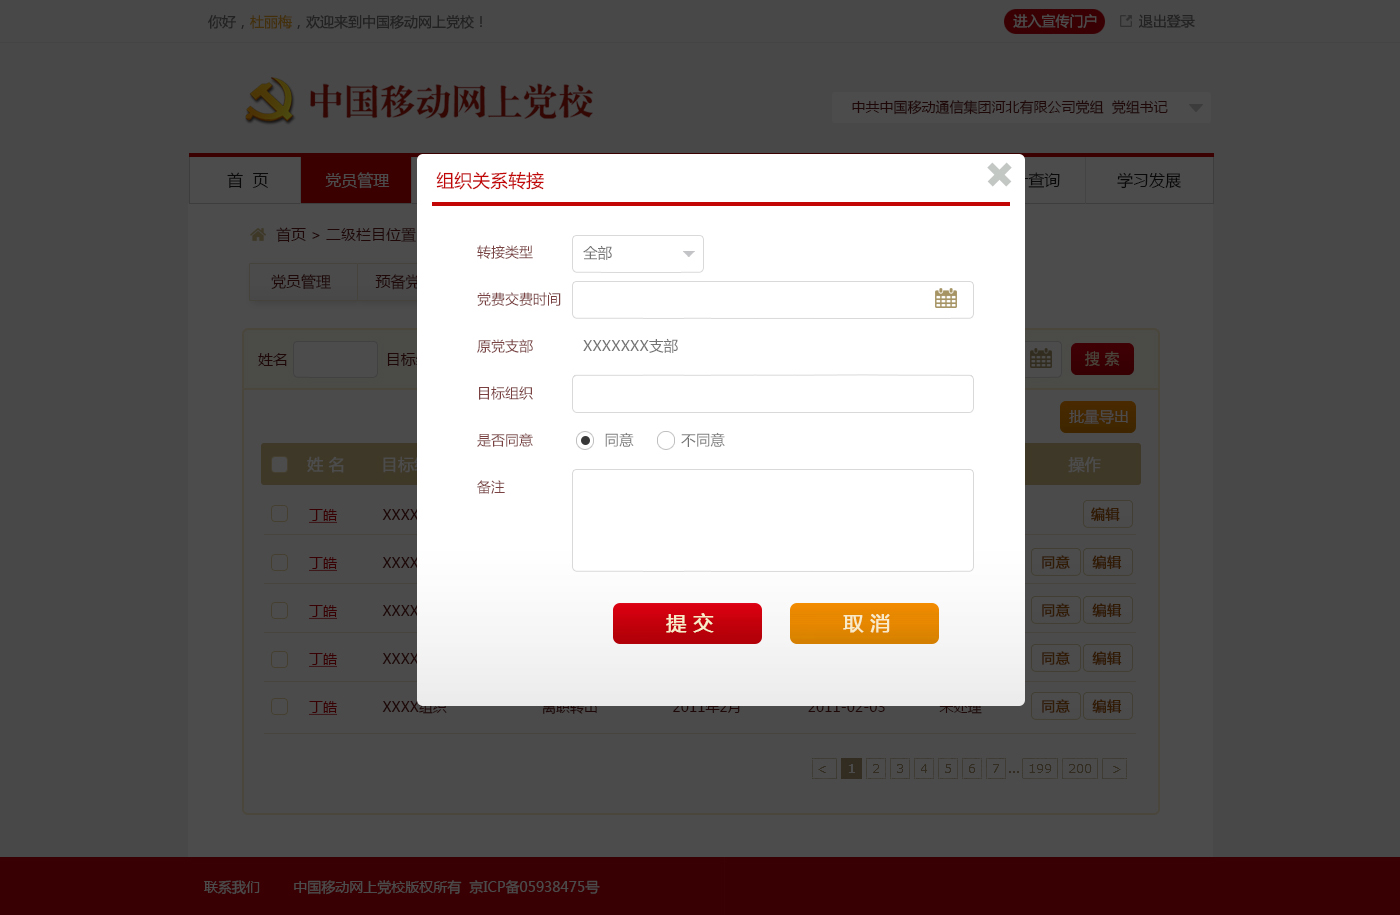 你好，杜丽梅，欢迎来到中国移动网上党校！
进入宣传门户 退出登录
中国移动网上党校
中共中国移动通信集团河北有限公司党组 党组书记
首 页 党员管理 查询 学习发展
首页 > 二级栏目位置
党员管理 预备党
姓名 目标 搜 索
批量导出
姓 名 目标 操作
丁皓 XXXX 编辑
丁皓 XXXX 同意 编辑
丁皓 XXXX 同意 编辑
丁皓 XXXX 同意 编辑
丁皓 XXXX组织 离职转出 2011年2月 2011-02-03 未处理 同意 编辑
< 1 2 3 4 5 6 7 ... 199 200 >
组织关系转接
转接类型 全部
党费交费时间
原党支部 XXXXXXX支部
目标组织
是否同意 同意 不同意
备注
提 交 取 消
联系我们 中国移动网上党校版权所有 京ICP备05938475号